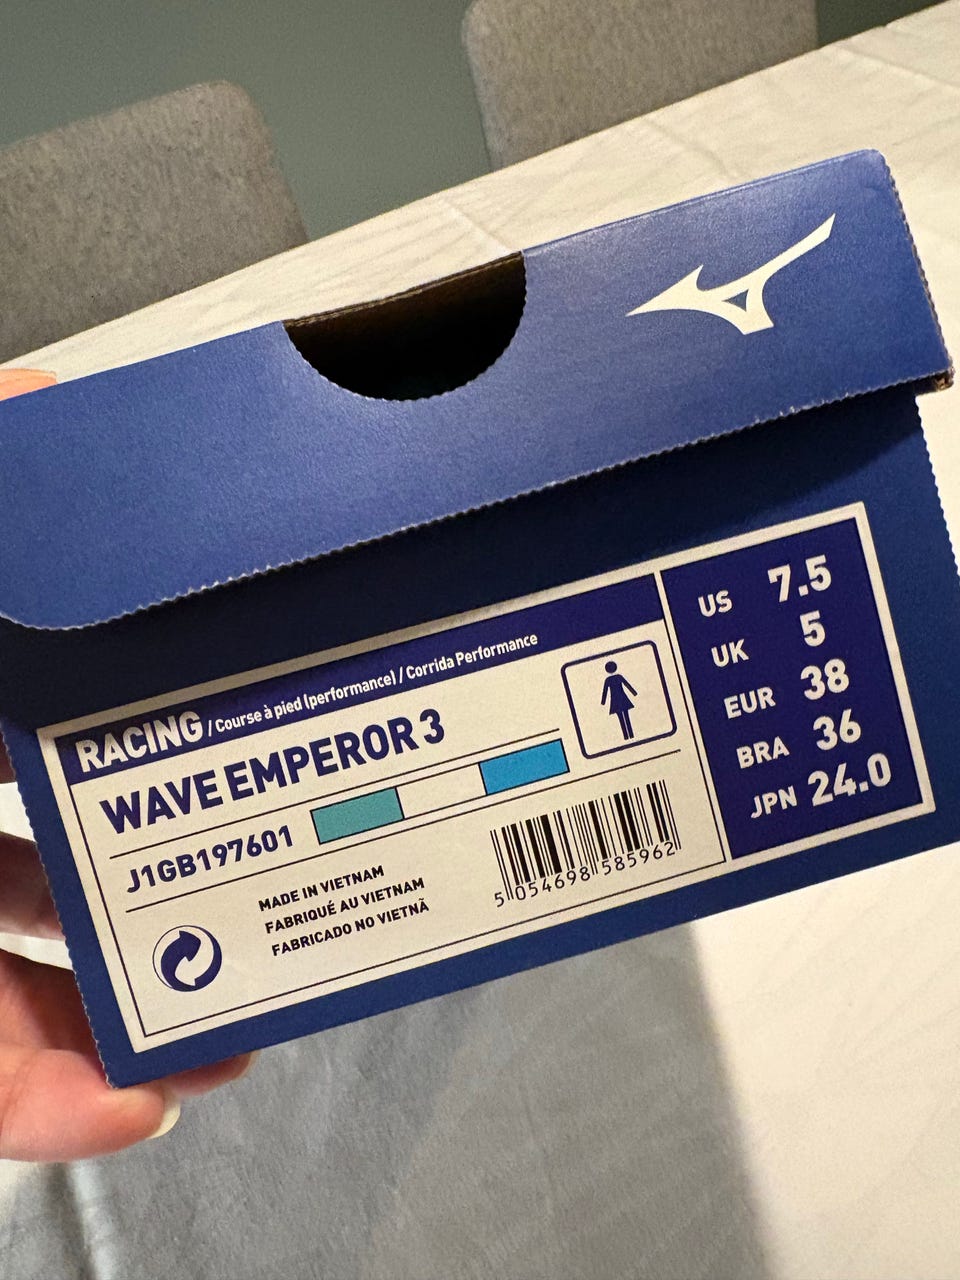 RACING / Course à pied (performance) / Corrida Performance
WAVE EMPEROR 3
J1GB197601
MADE IN VIETNAM
FABRIQUÉ AU VIETNAM
FABRICADO NO VIETNÃ
5 054698 585962
US 7.5
UK 5
EUR 38
BRA 36
JPN 24.0